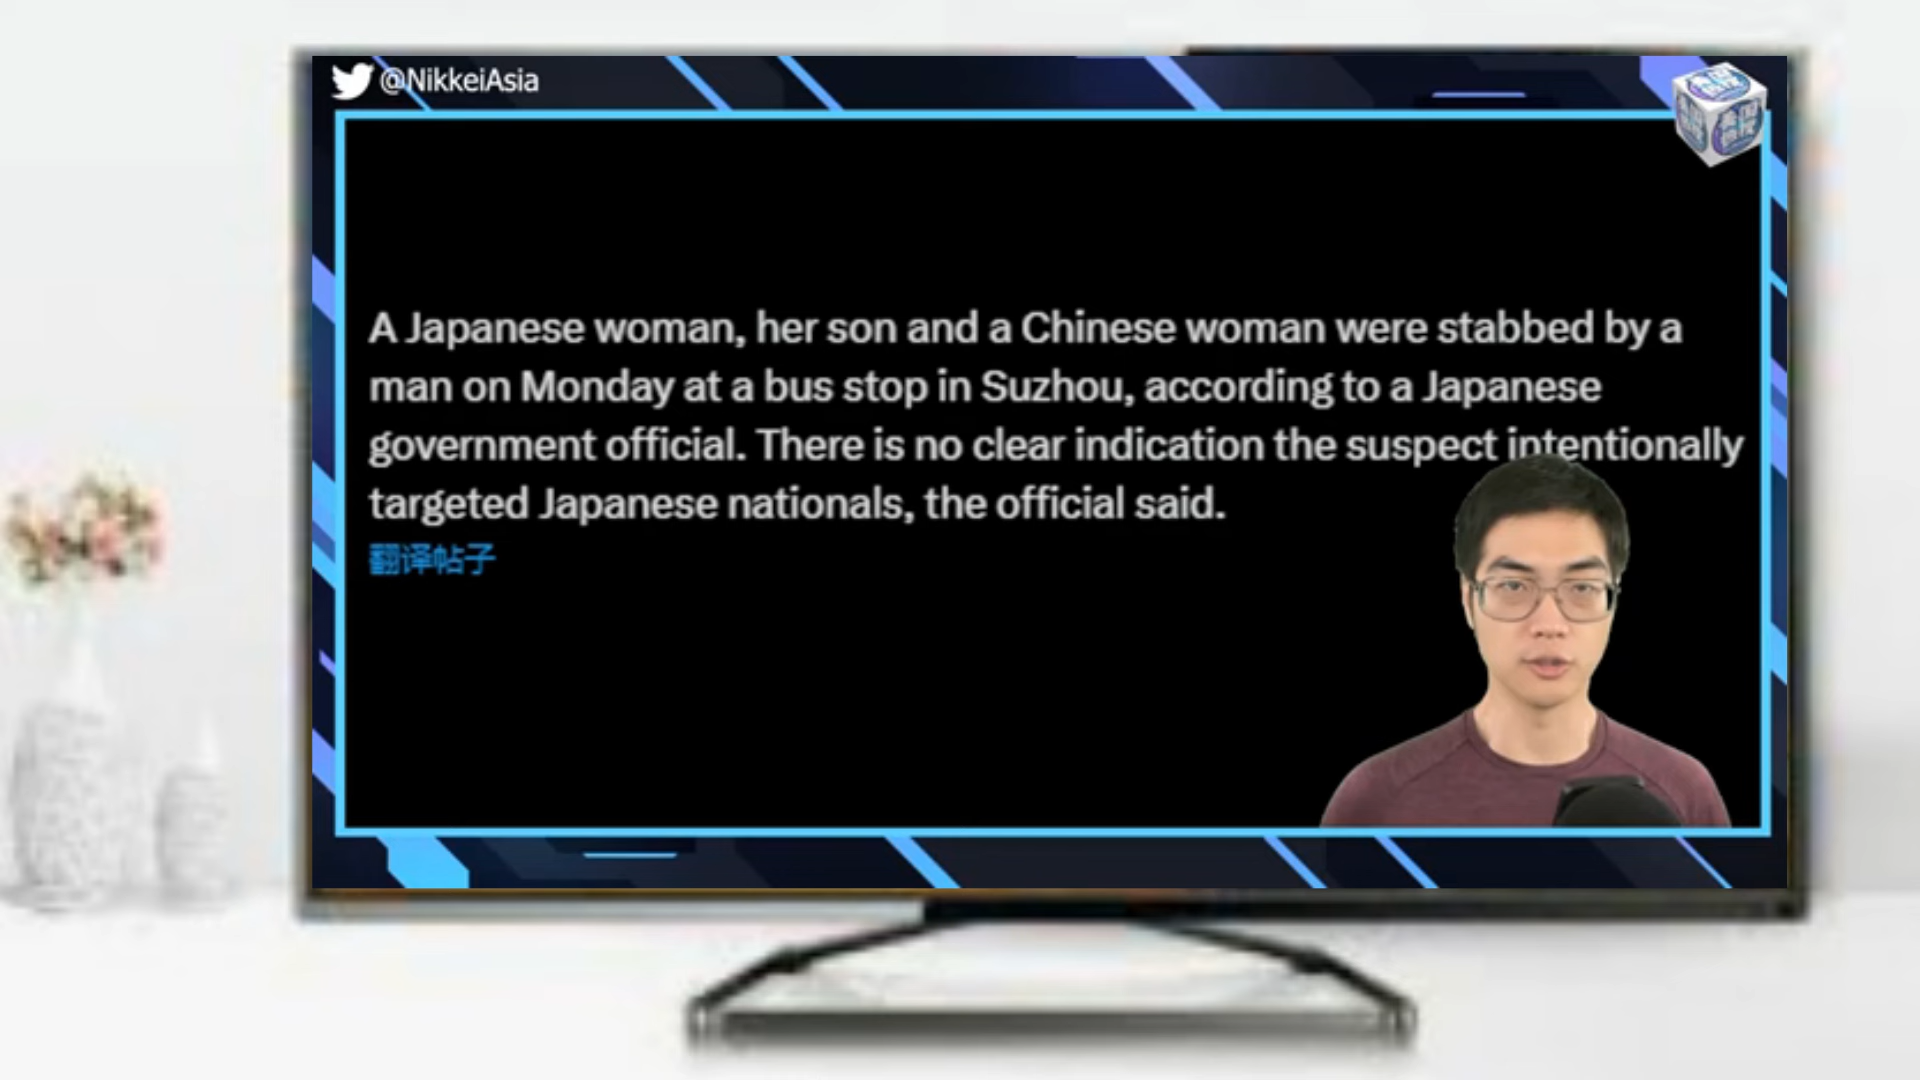 @NikkeiAsia
A Japanese woman, her son and a Chinese woman were stabbed by a
man on Monday at a bus stop in Suzhou, according to a Japanese
government official. There is no clear indication the suspect intentionally
targeted Japanese nationals, the official said.
翻译帖子